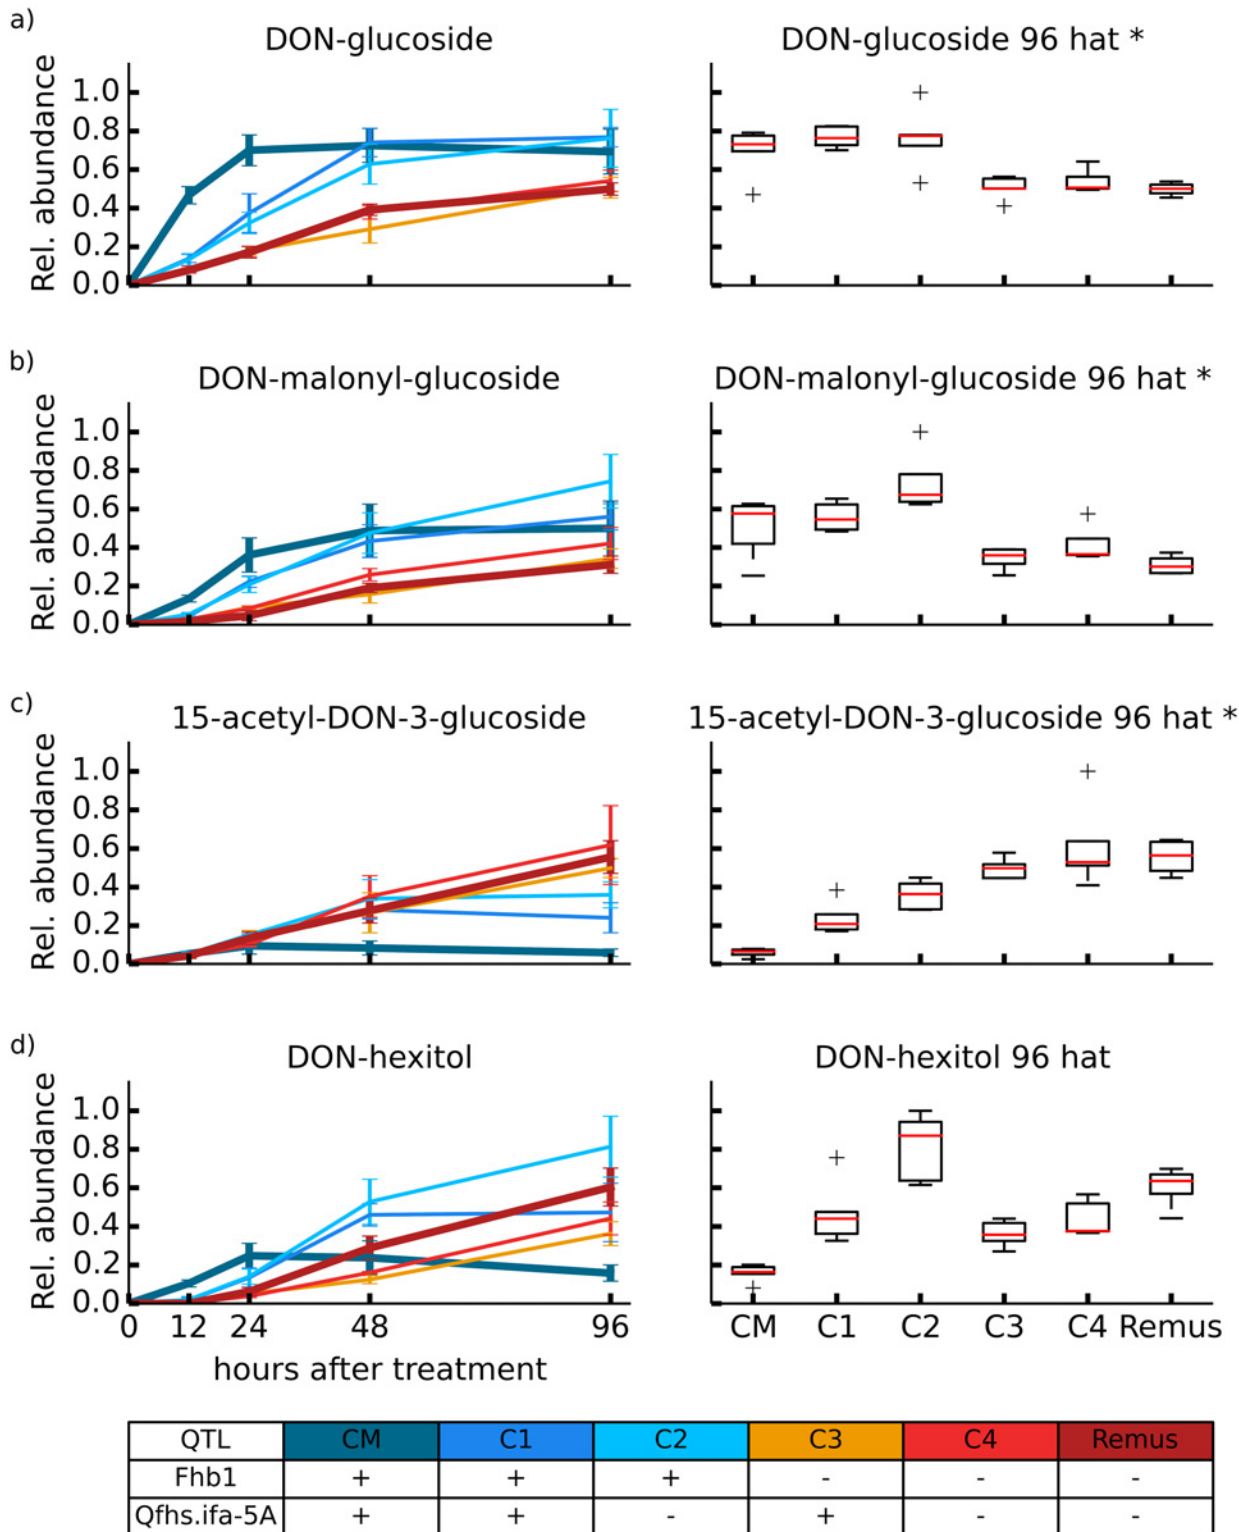 a)
DON-glucoside
DON-glucoside 96 hat *
Rel. abundance
1.0
0.8
0.6
0.4
0.2
0.0
b)
DON-malonyl-glucoside
DON-malonyl-glucoside 96 hat *
Rel. abundance
1.0
0.8
0.6
0.4
0.2
0.0
c)
15-acetyl-DON-3-glucoside
15-acetyl-DON-3-glucoside 96 hat *
Rel. abundance
1.0
0.8
0.6
0.4
0.2
0.0
d)
DON-hexitol
DON-hexitol 96 hat
Rel. abundance
1.0
0.8
0.6
0.4
0.2
0.0
0 12 24 48 96
hours after treatment
CM C1 C2 C3 C4 Remus
QTL CM C1 C2 C3 C4 Remus
Fhb1 + + + - - -
Qfhs.ifa-5A + + - + - -